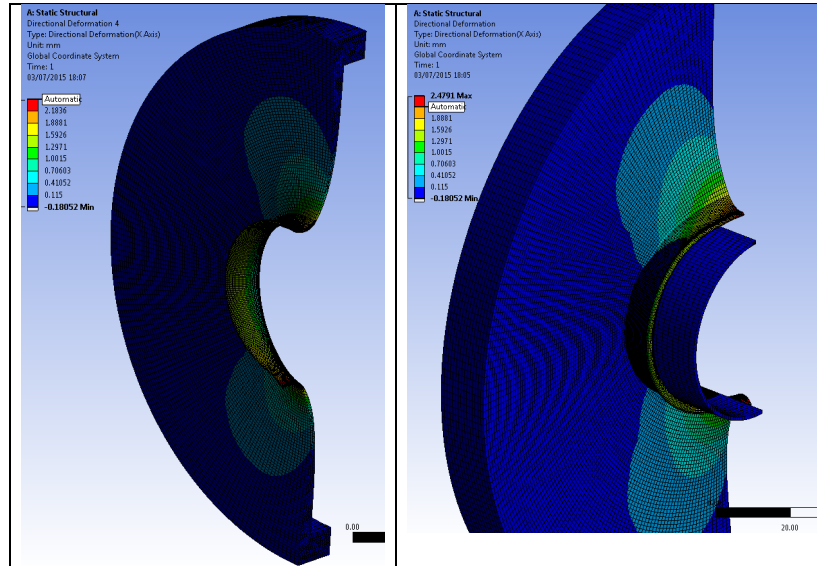 A: Static Structural
Directional Deformation 4
Type: Directional Deformation(X Axis)
Unit: mm
Global Coordinate System
Time: 1
03/07/2015 18:07
Automatic
2.1836
1.8881
1.5926
1.297
1.0015
0.70603
0.41052
0.115
-0.18052 Min
0.00
A: Static Structural
Directional Deformation
Type: Directional Deformation(X Axis)
Unit: mm
Global Coordinate System
Time: 1
03/07/2015 18:05
2.4791 Max
Automatic
1.8881
1.5926
1.297
1.0015
0.70603
0.41052
0.115
-0.18052 Min
20.00